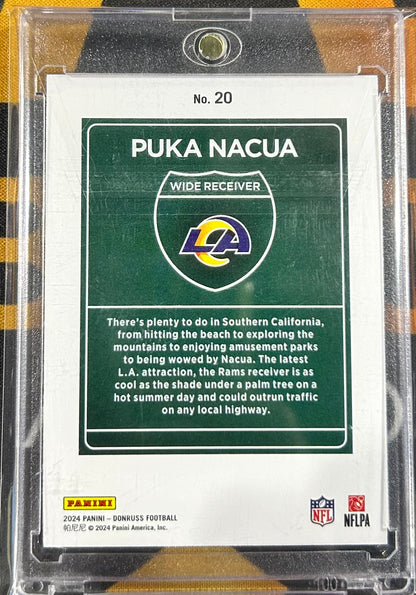 No. 20
PUKA NACUA
WIDE RECEIVER
LA
There's plenty to do in Southern California,
from hitting the beach to exploring the
mountains to enjoying amusement parks
to being wowed by Nacua. The latest
L.A. attraction, the Rams receiver is as
cool as the shade under a palm tree on a
hot summer day and could outrun traffic
on any local highway.
PANINI
2024 PANINI – DONRUSS FOOTBALL
帕尼尼 © 2024 Panini America, Inc.
NFL
NFLPA